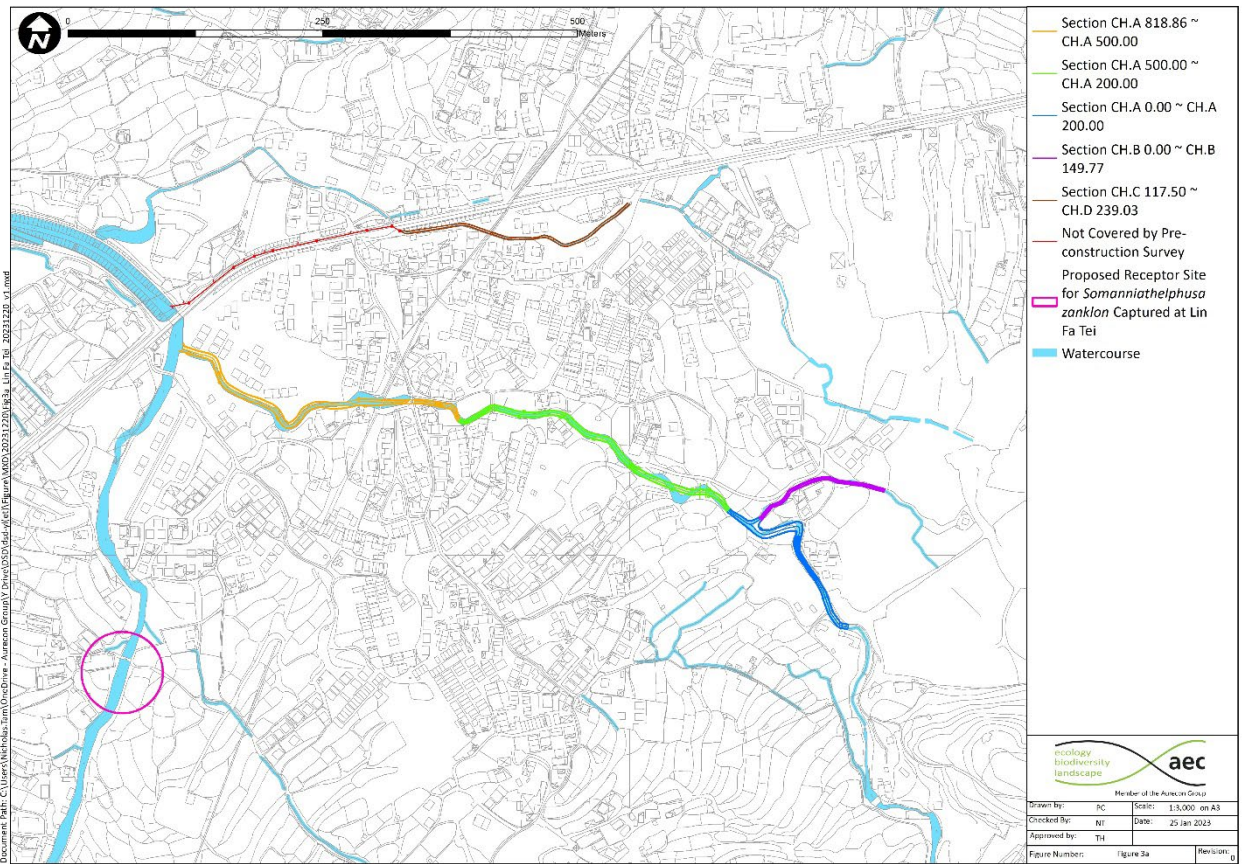 N
0
250
500
Meters
Section CH.A 818.86 ~
CH.A 500.00
Section CH.A 500.00 ~
CH.A 200.00
Section CH.A 0.00 ~ CH.A
200.00
Section CH.B 0.00 ~ CH.B
149.77
Section CH.C 117.50 ~
CH.D 239.03
Not Covered by Pre-
construction Survey
Proposed Receptor Site
for Somanniathelphusa
zanklon Captured at Lin
Fa Tei
Watercourse
ecology
biodiversity
landscape
aec
Member of the Aurecon Group
Drawn by: PC Scale: 1:3,000 on A3
Checked By: NT Date: 25 Jan 2023
Approved by: TH
Figure Number: Figure 3a Revision: 0